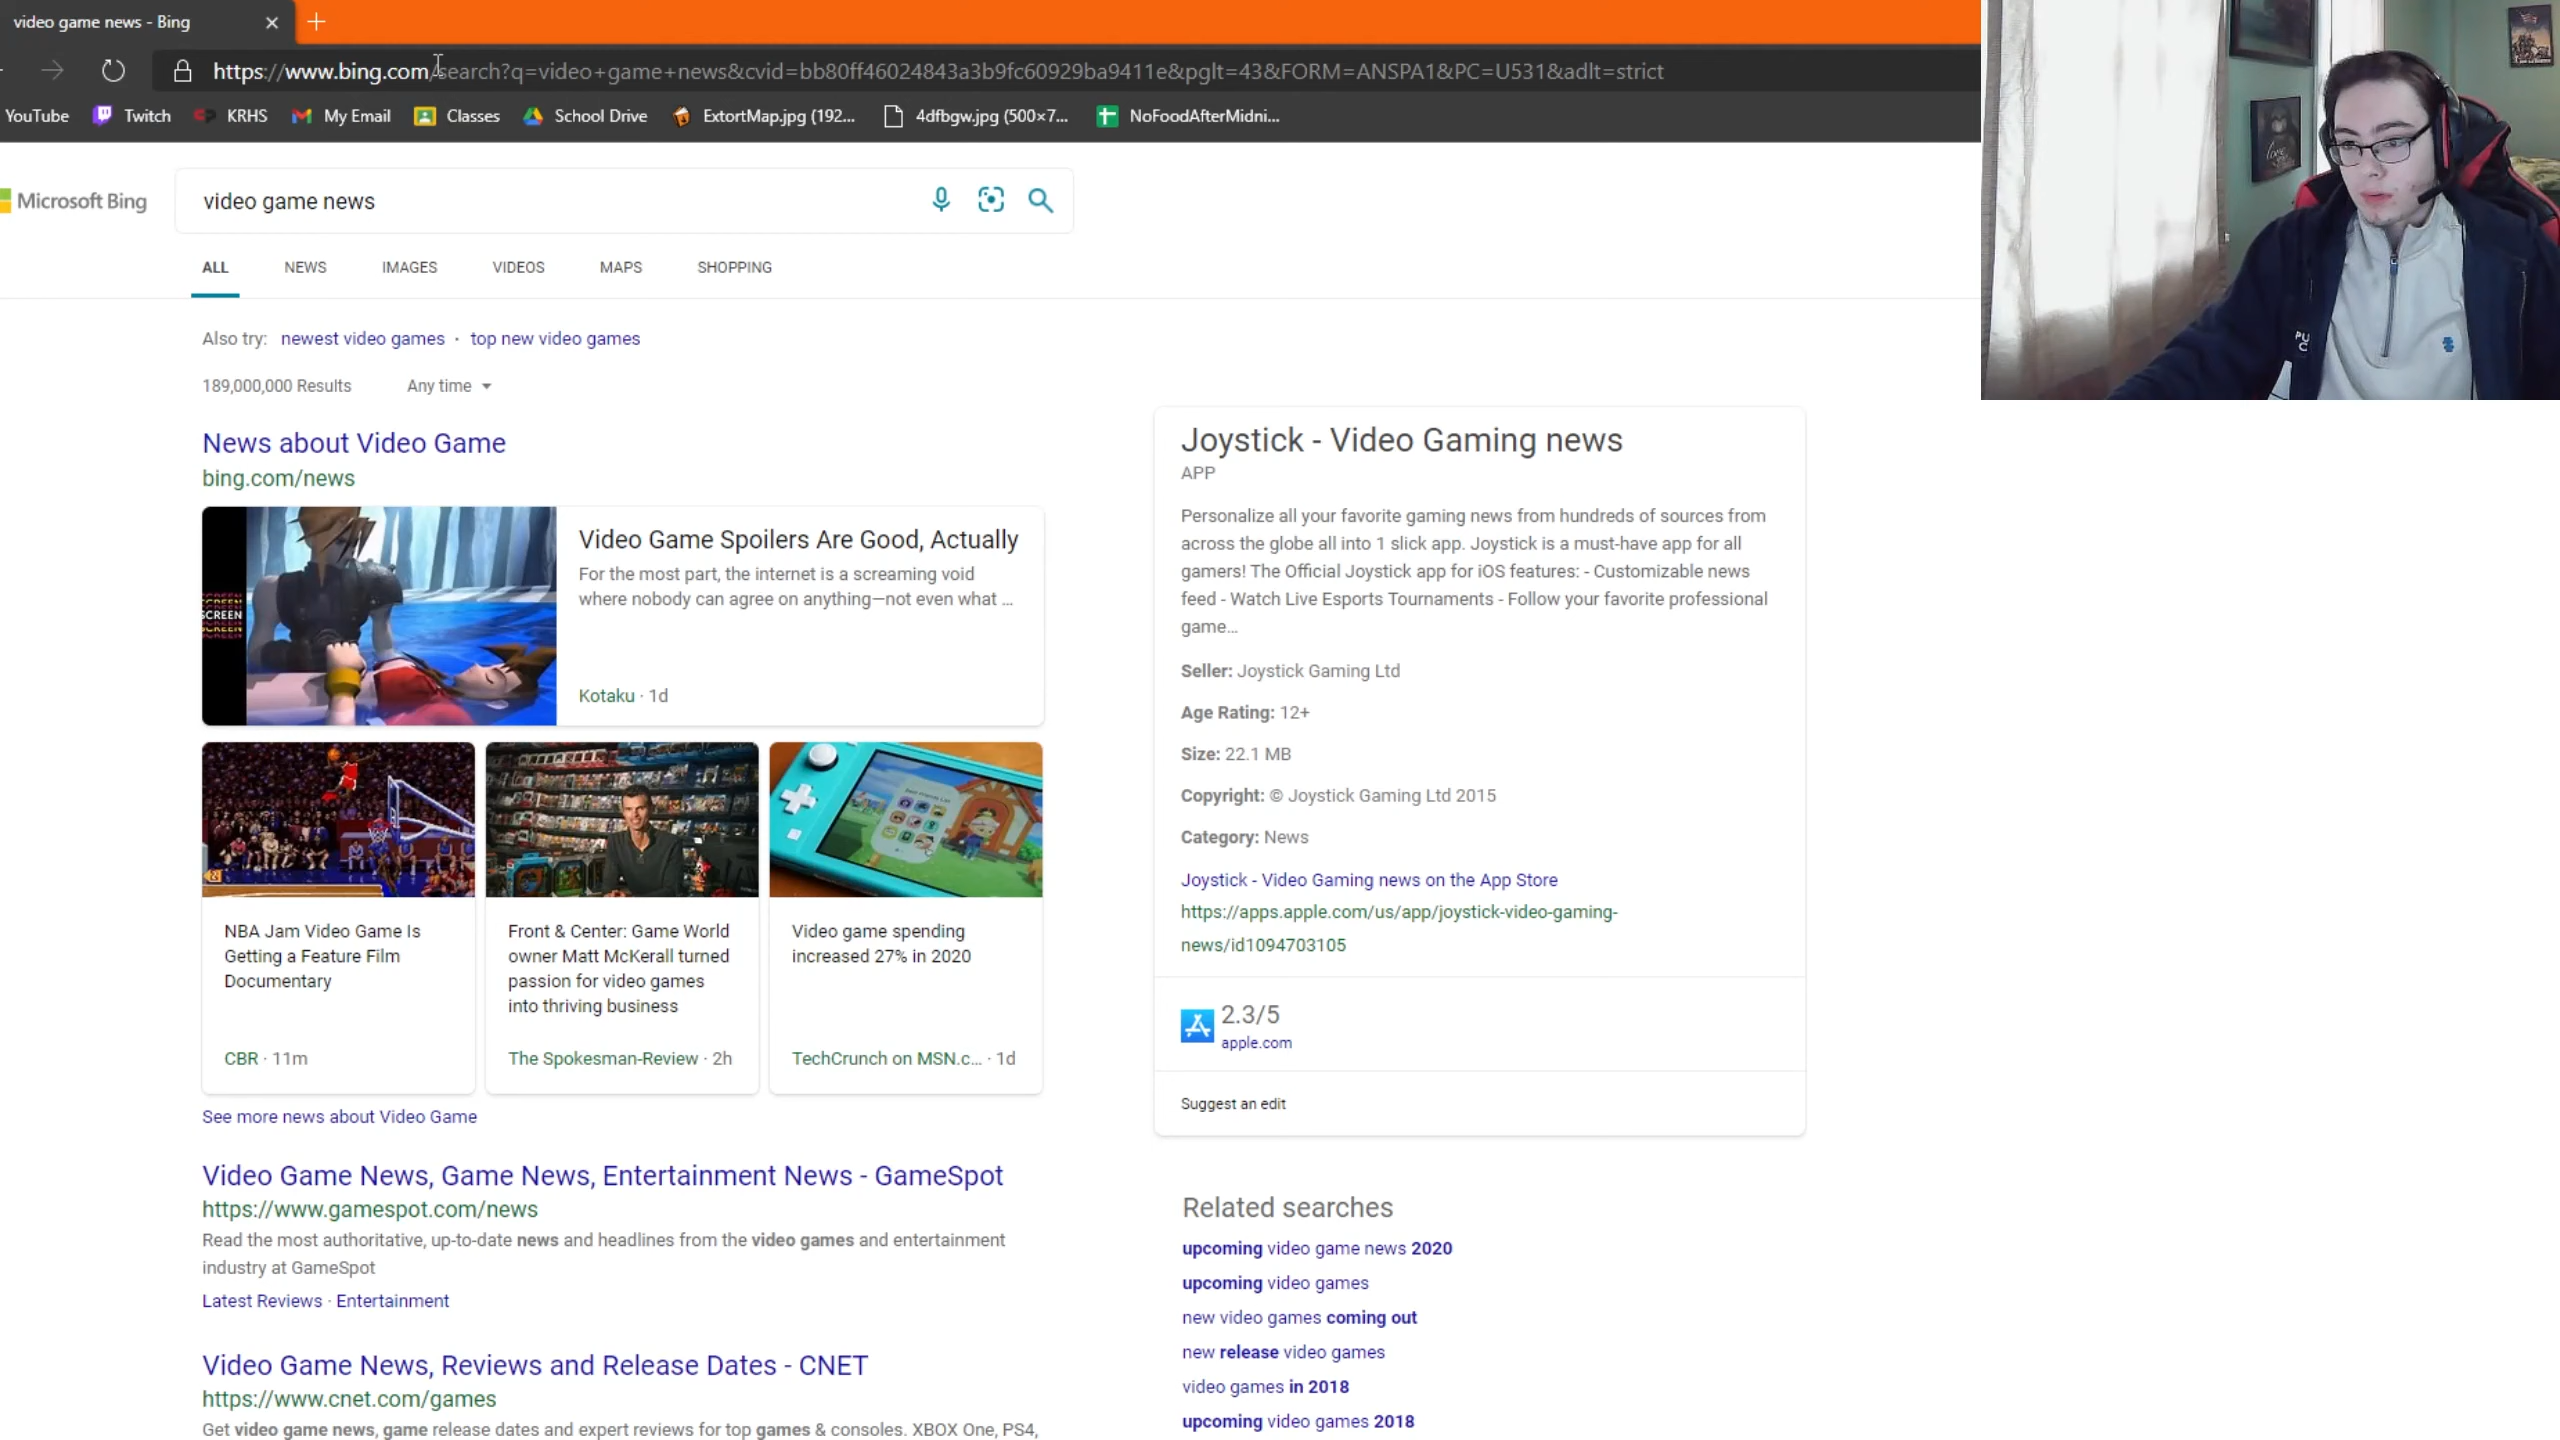 video game news - Bing
https://www.bing.com/search?q=video+game+news&cvid=bb80ff46024843a3b9fc60929ba9411e&pglt=43&FORM=ANSPA1&PC=U531&adlt=strict
YouTube Twitch KRHS My Email Classes School Drive ExtortMap.jpg (192... 4dfbgw.jpg (500×7... NoFoodAfterMidni...
Microsoft Bing
video game news
ALL NEWS IMAGES VIDEOS MAPS SHOPPING
Also try: newest video games · top new video games
189,000,000 Results Any time
News about Video Game
bing.com/news
SCREEN
Video Game Spoilers Are Good, Actually
For the most part, the internet is a screaming void
where nobody can agree on anything—not even what ...
Kotaku · 1d
NBA Jam Video Game Is
Getting a Feature Film
Documentary
CBR · 11m
Front & Center: Game World
owner Matt McKerall turned
passion for video games
into thriving business
The Spokesman-Review · 2h
Video game spending
increased 27% in 2020
TechCrunch on MSN.c... · 1d
See more news about Video Game
Video Game News, Game News, Entertainment News - GameSpot
https://www.gamespot.com/news
Read the most authoritative, up-to-date news and headlines from the video games and entertainment
industry at GameSpot
Latest Reviews · Entertainment
Video Game News, Reviews and Release Dates - CNET
https://www.cnet.com/games
Get video game news, game release dates and expert reviews for top games & consoles. XBOX One, PS4,
Joystick - Video Gaming news
APP
Personalize all your favorite gaming news from hundreds of sources from
across the globe all into 1 slick app. Joystick is a must-have app for all
gamers! The Official Joystick app for iOS features: - Customizable news
feed - Watch Live Esports Tournaments - Follow your favorite professional
game...
Seller: Joystick Gaming Ltd
Age Rating: 12+
Size: 22.1 MB
Copyright: © Joystick Gaming Ltd 2015
Category: News
Joystick - Video Gaming news on the App Store
https://apps.apple.com/us/app/joystick-video-gaming-
news/id1094703105
2.3/5
apple.com
Suggest an edit
Related searches
upcoming video game news 2020
upcoming video games
new video games coming out
new release video games
video games in 2018
upcoming video games 2018